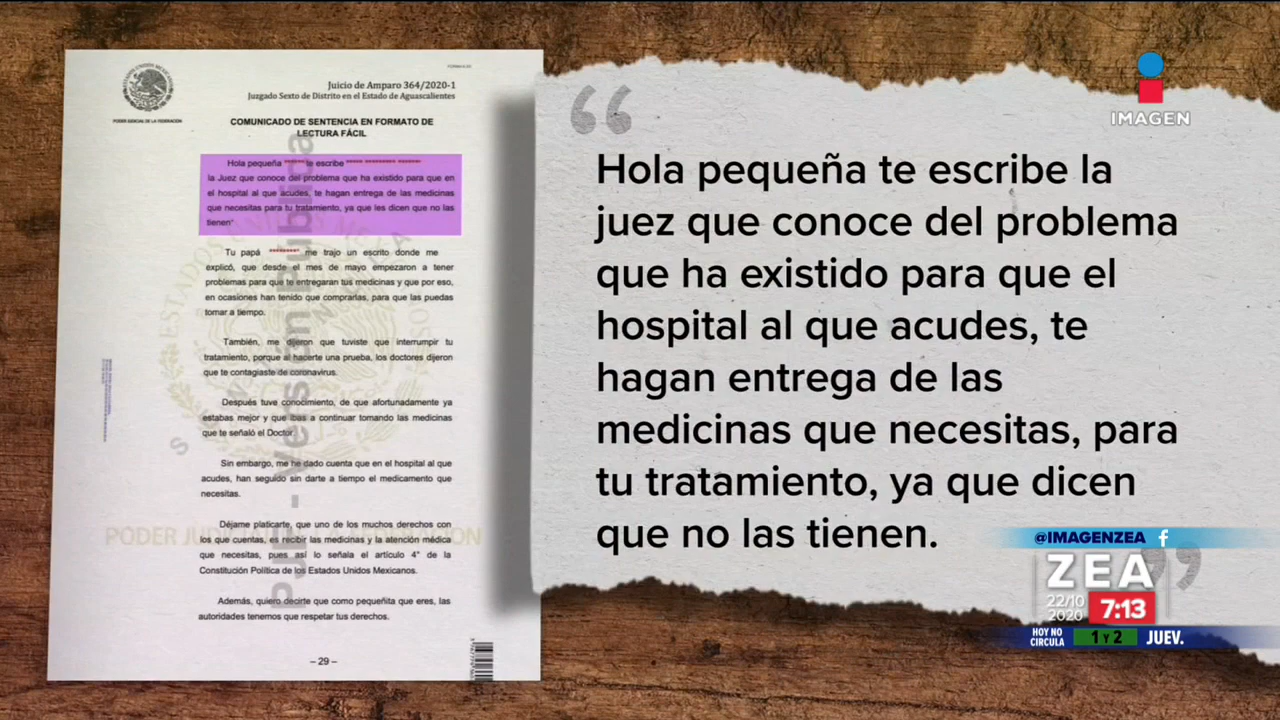 PODER JUDICIAL DE LA FEDERACIÓN
Juicio de Amparo 364/2020-1
Juzgado Sexto de Distrito en el Estado de Aguascalientes
COMUNICADO DE SENTENCIA EN FORMATO DE
LECTURA FÁCIL
Hola pequeña ****** te escribe ***** ********** *******
la Juez que conoce del problema que ha existido para que en
el hospital al que acudes, te hagan entrega de las medicinas
que necesitas para tu tratamiento, ya que les dicen que no las
tienen"
Tu papá ******** me trajo un escrito donde me
explicó, que desde el mes de mayo empezaron a tener
problemas para que te entregaran tus medicinas y que por eso,
en ocasiones han tenido que comprarlas, para que las puedas
tomar a tiempo.
También, me dijeron que tuviste que interrumpir tu
tratamiento, porque al hacerte una prueba, los doctores dijeron
que te contagiaste de coronavirus.
Después tuve conocimiento, de que afortunadamente ya
estabas mejor y que ibas a continuar tomando las medicinas
que te señaló el Doctor.
Sin embargo, me he dado cuenta que en el hospital al que
acudes, han seguido sin darte a tiempo el medicamento que
necesitas.
Déjame platicarte, que uno de los muchos derechos con
los que cuentas, es recibir las medicinas y la atención médica
que necesitas, pues así lo señala el artículo 4° de la
Constitución Política de los Estados Unidos Mexicanos.
Además, quiero decirte que como pequeñita que eres, las
autoridades tenemos que respetar tus derechos.
– 29 –
“
Hola pequeña te escribe la
juez que conoce del problema
que ha existido para que el
hospital al que acudes, te
hagan entrega de las
medicinas que necesitas, para
tu tratamiento, ya que dicen
que no las tienen.
”
IMAGEN
@IMAGENZEA
ZEA
22/10
2020
7:13
HOY NO
CIRCULA
1 Y 2
JUEV.